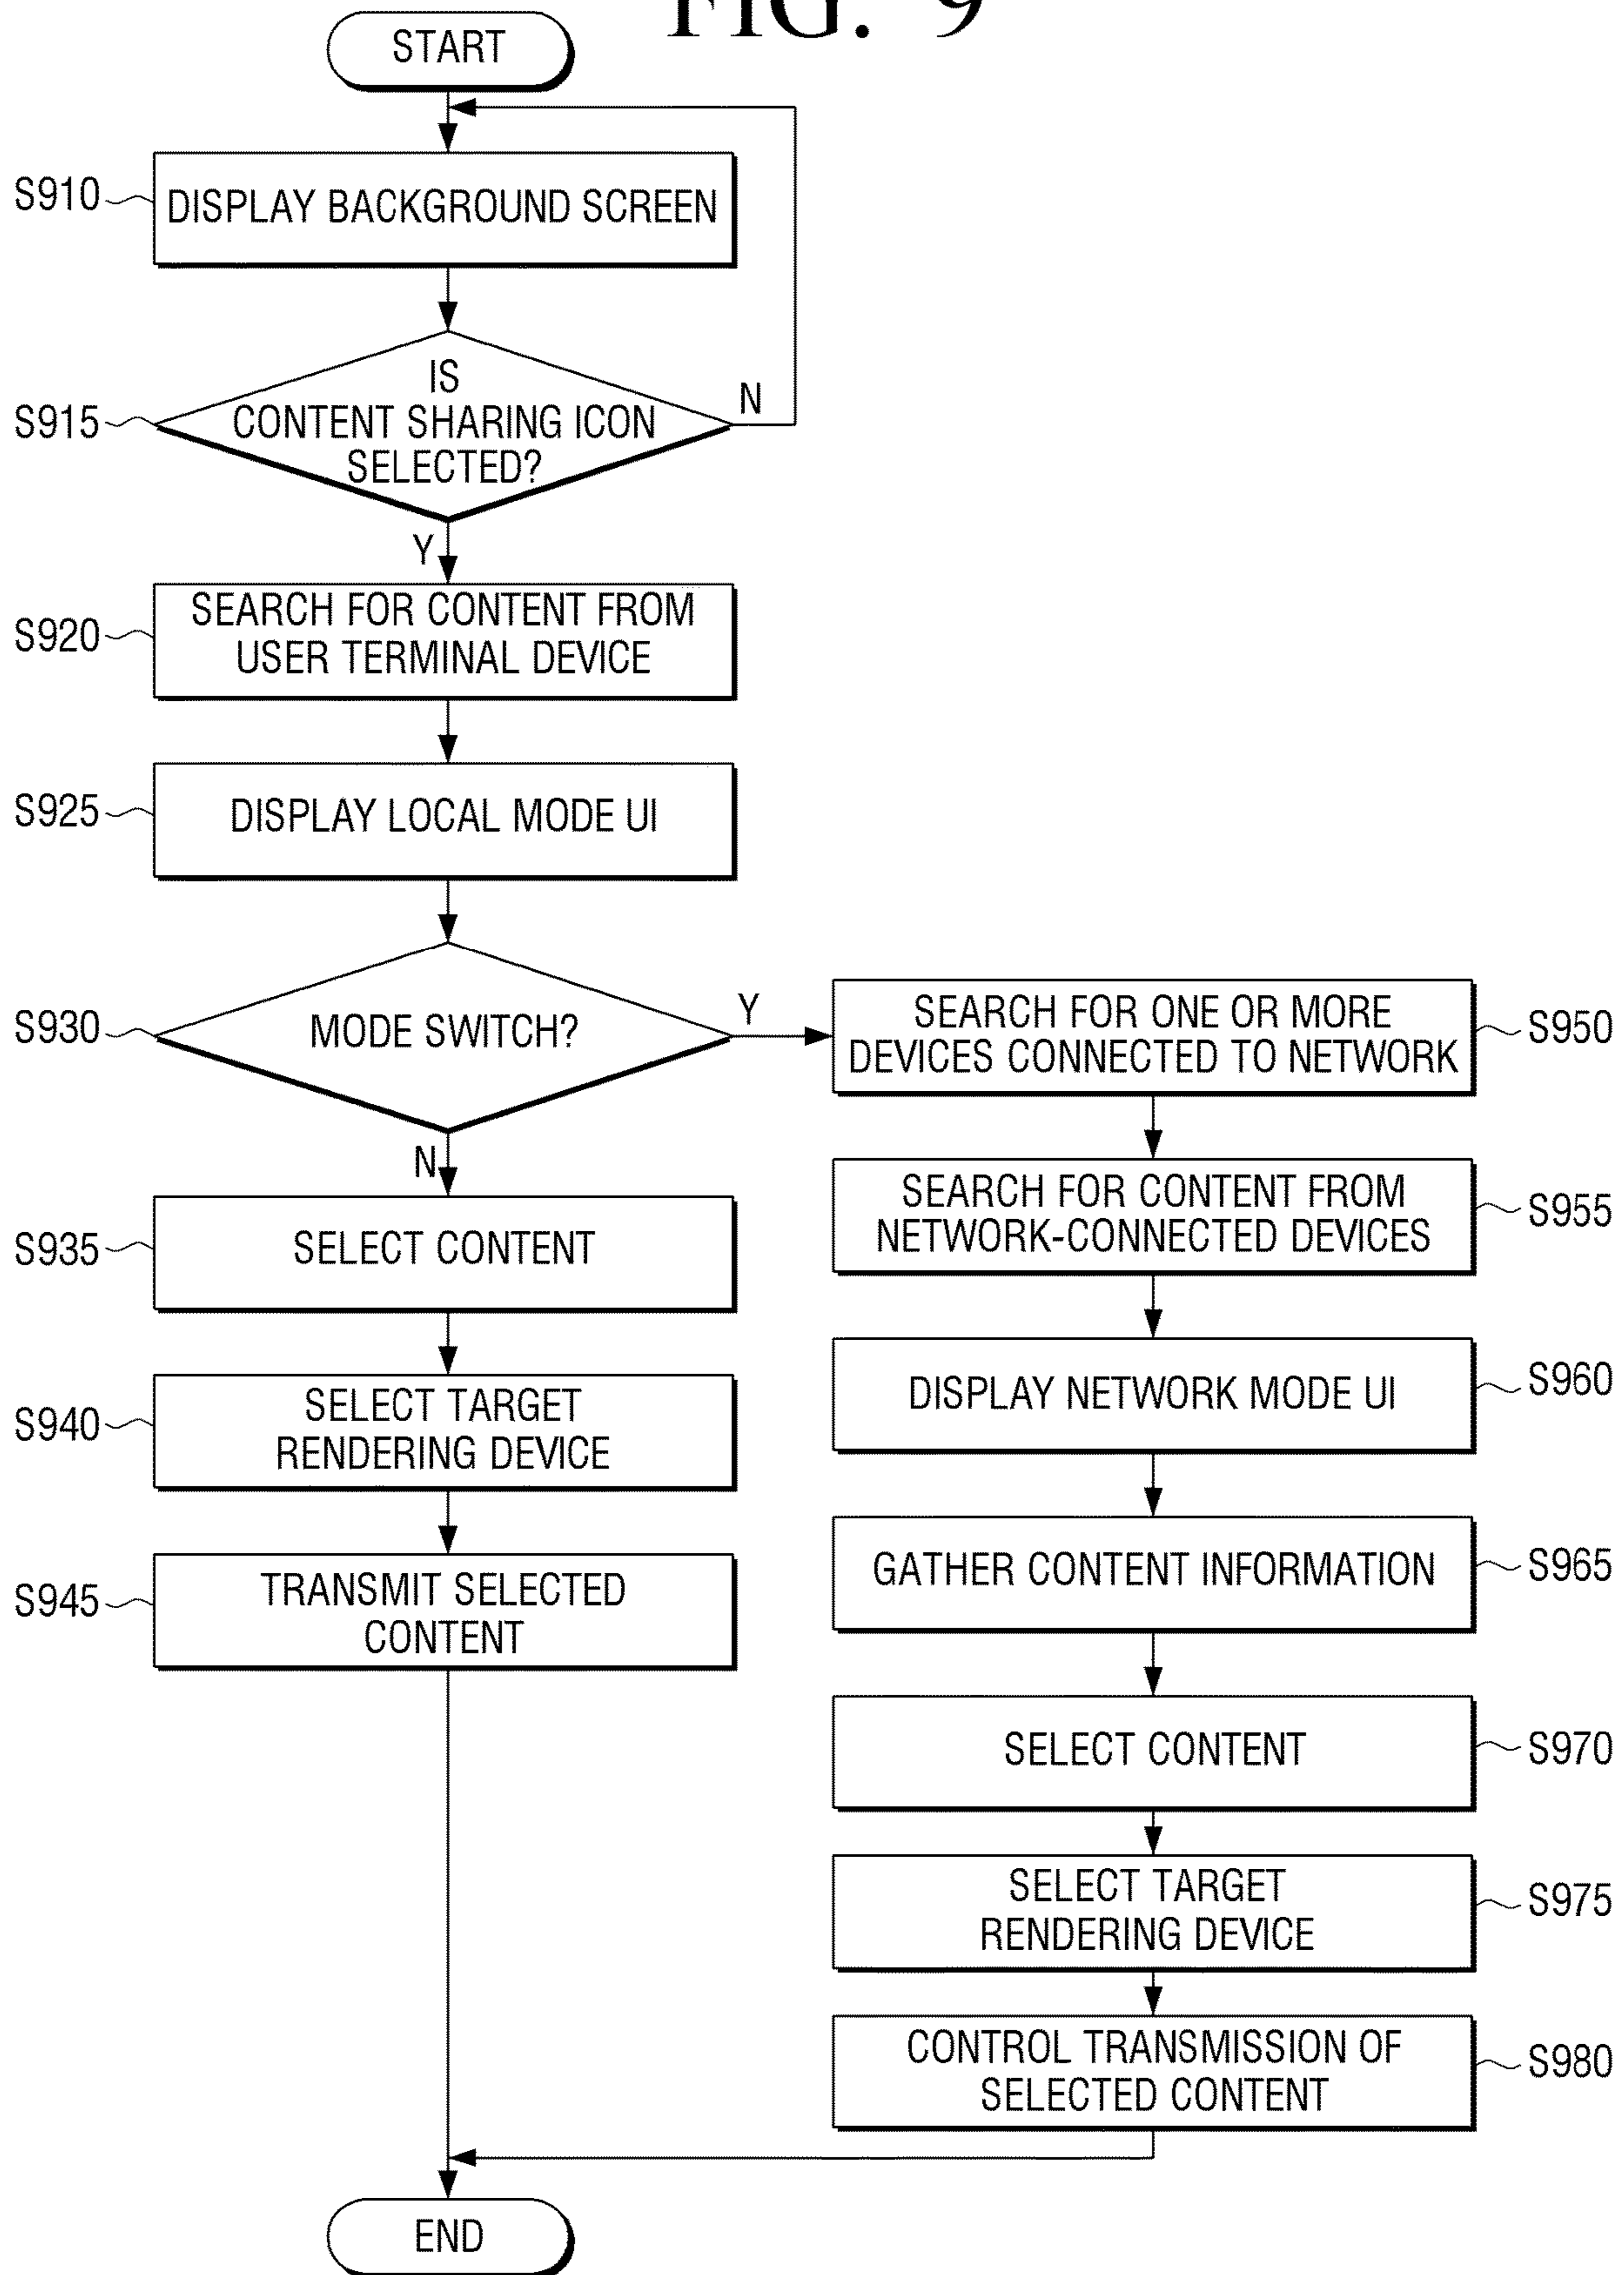 FIG. 9
START
S910
DISPLAY BACKGROUND SCREEN
S915
IS
CONTENT SHARING ICON
SELECTED?
N
Y
S920
SEARCH FOR CONTENT FROM
USER TERMINAL DEVICE
S925
DISPLAY LOCAL MODE UI
S930
MODE SWITCH?
Y
N
S935
SELECT CONTENT
S940
SELECT TARGET
RENDERING DEVICE
S945
TRANSMIT SELECTED
CONTENT
SEARCH FOR ONE OR MORE
DEVICES CONNECTED TO NETWORK
S950
SEARCH FOR CONTENT FROM
NETWORK-CONNECTED DEVICES
S955
DISPLAY NETWORK MODE UI
S960
GATHER CONTENT INFORMATION
S965
SELECT CONTENT
S970
SELECT TARGET
RENDERING DEVICE
S975
CONTROL TRANSMISSION OF
SELECTED CONTENT
S980
END